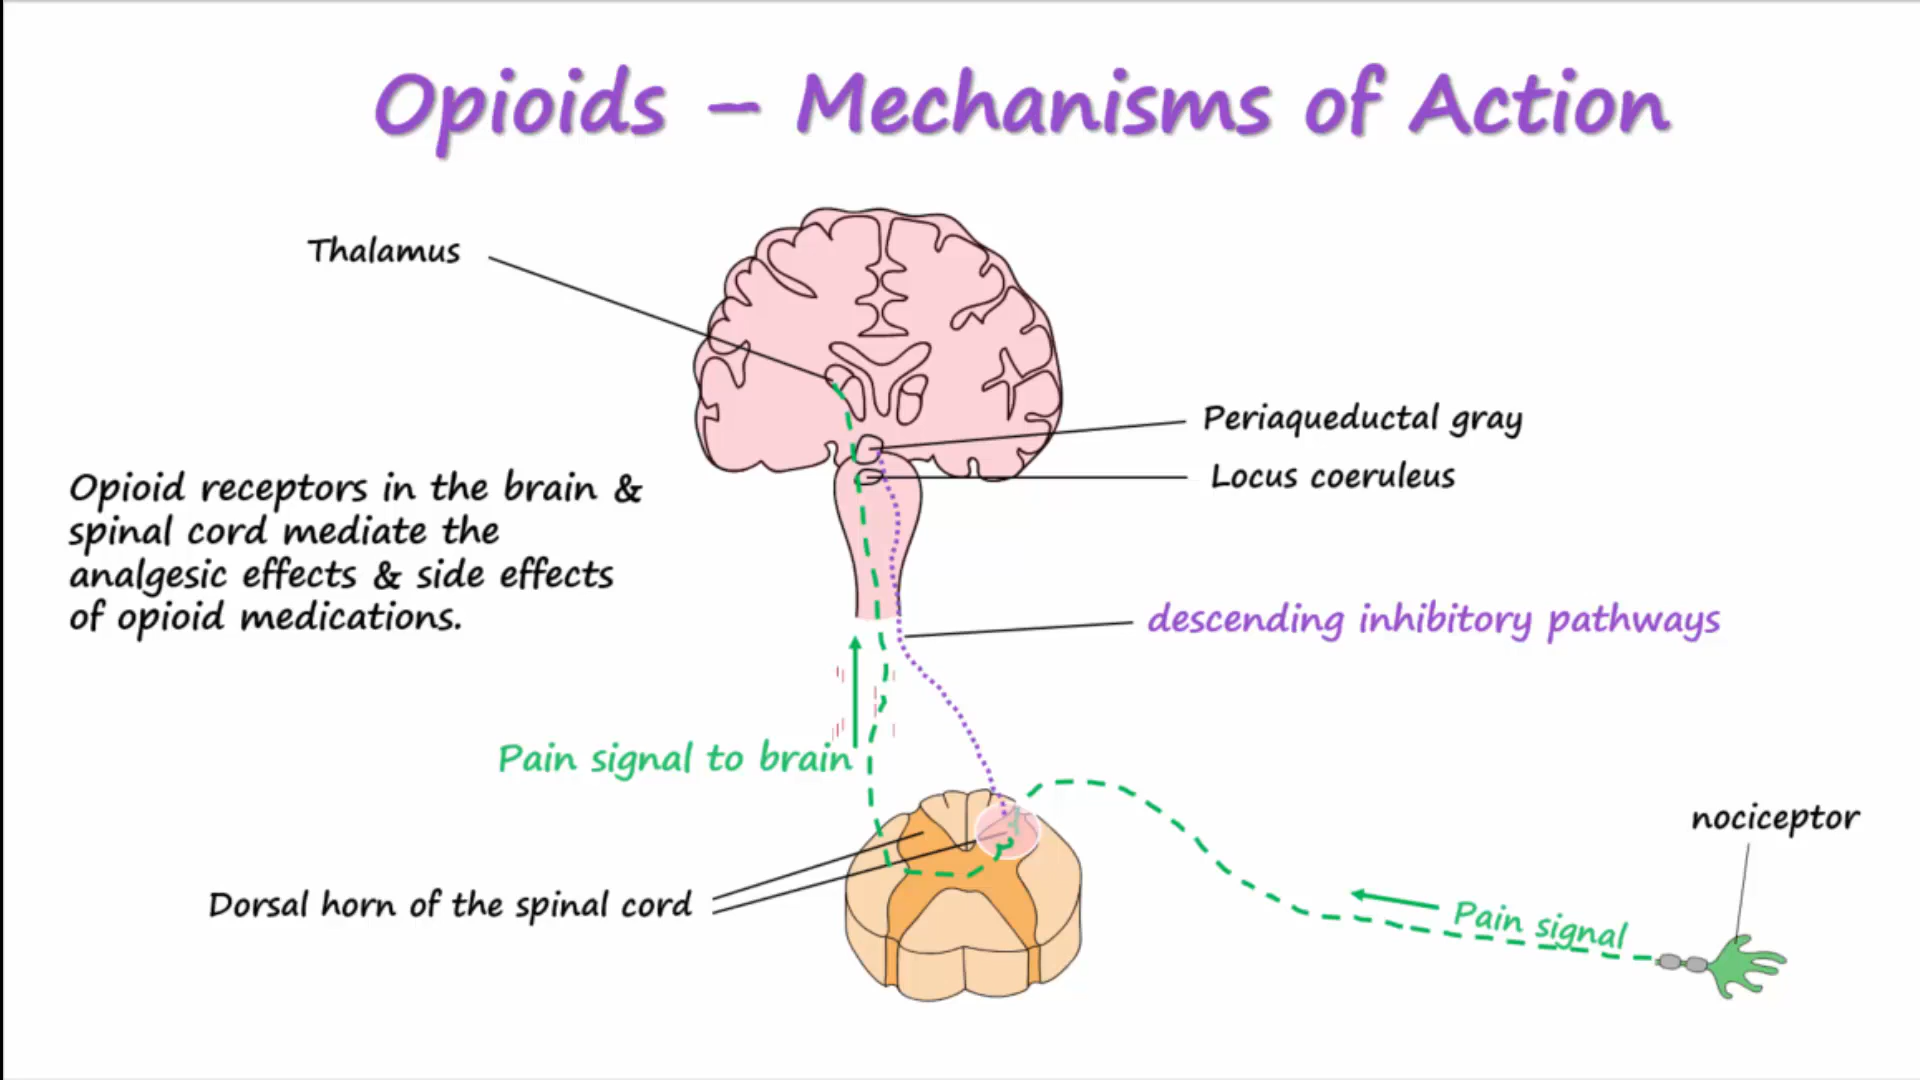 Opioids – Mechanisms of Action
Thalamus
Periaqueductal gray
Locus coeruleus
Opioid receptors in the brain &
spinal cord mediate the
analgesic effects & side effects
of opioid medications.
descending inhibitory pathways
Pain signal to brain
nociceptor
Dorsal horn of the spinal cord
Pain signal